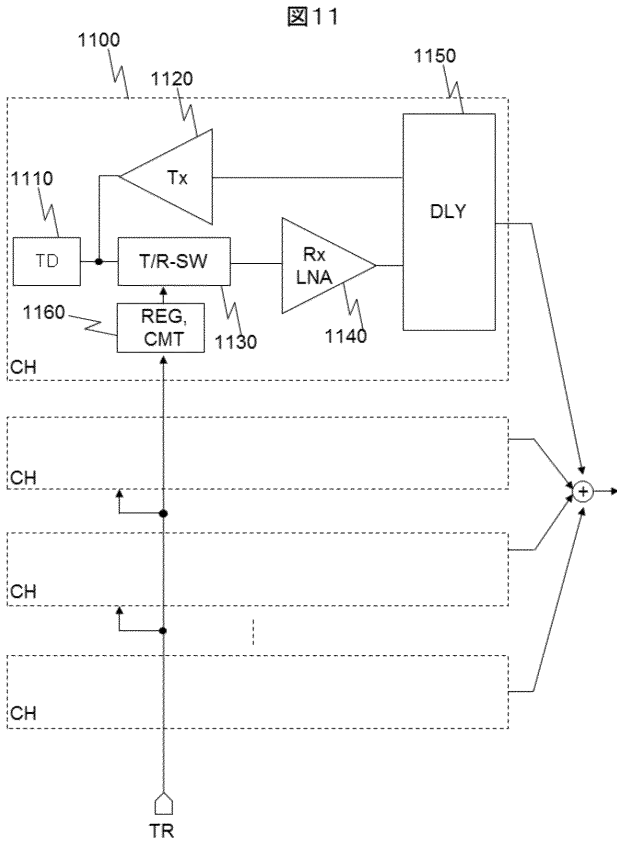 図11
1100
1120
1150
1110
Tx
DLY
TD
T/R-SW
Rx
LNA
1160
REG,
CMT
1130
1140
CH
CH
CH
CH
+
TR